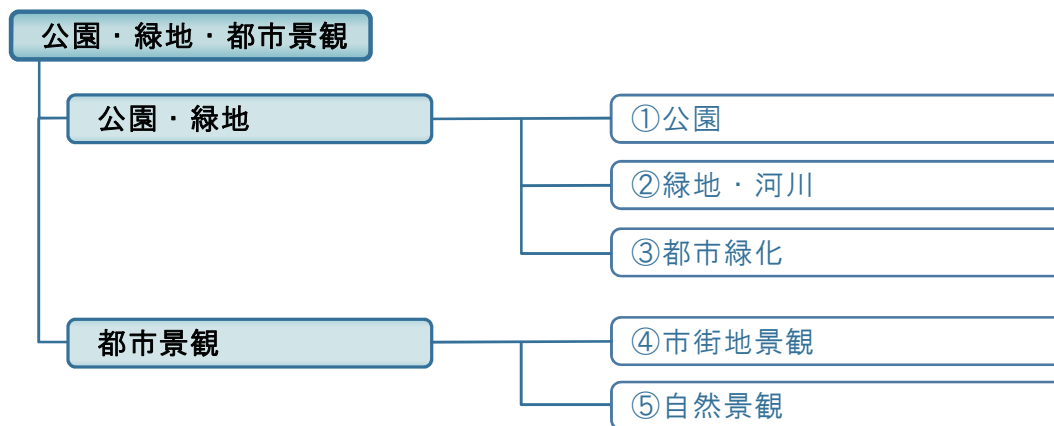 公園・緑地・都市景観
公園・緑地
①公園
②緑地・河川
③都市緑化
都市景観
④市街地景観
⑤自然景観